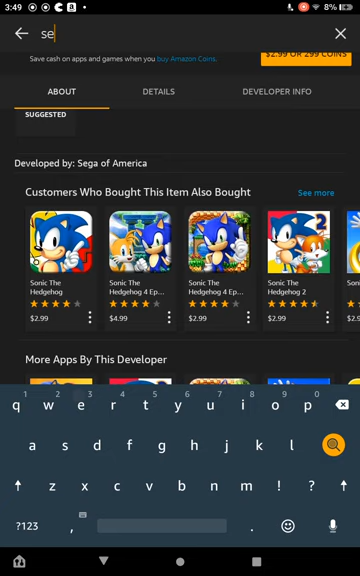 3:49
8%
se
$2.99 OR 299 COINS
Save cash on apps and games when you buy Amazon Coins.
ABOUT DETAILS DEVELOPER INFO
SUGGESTED
Developed by: Sega of America
Customers Who Bought This Item Also Bought See more
Sonic The Hedgehog
$2.99
Sonic The Hedgehog 4 Ep...
$4.99
Sonic The Hedgehog 4 Ep...
$2.99
Sonic The Hedgehog 2
$2.99
More Apps By This Developer
1 2 3 4 5 6 7 8 9 0
q w e r t y u i o p
a s d f g h j k l
z x c v b n m ! ?
?123 , .